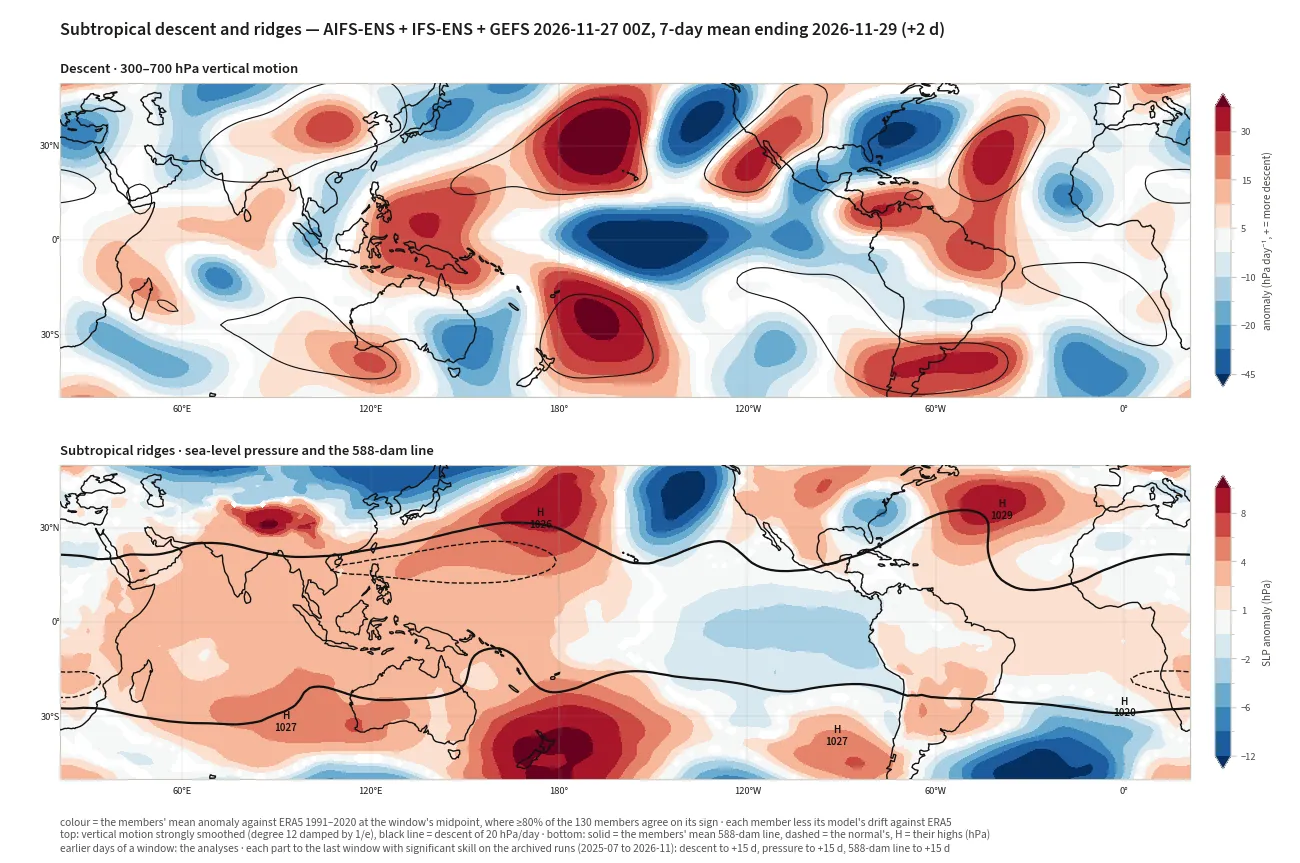 Subtropical descent and ridges — AIFS-ENS + IFS-ENS + GEFS 2026-11-27 00Z, 7-day mean ending 2026-11-29 (+2 d)
Descent · 300–700 hPa vertical motion
30°N
0°
30°S
60°E
120°E
180°
120°W
60°W
0°
30
15
5
−10
−20
−45
anomaly (hPa day⁻¹, + = more descent)
Subtropical ridges · sea-level pressure and the 588-dam line
30°N
0°
30°S
H
1026
H
1029
H
1027
H
1027
H
1020
60°E
120°E
180°
120°W
60°W
0°
8
4
1
−2
−6
−12
SLP anomaly (hPa)
colour = the members' mean anomaly against ERA5 1991–2020 at the window's midpoint, where ≥80% of the 130 members agree on its sign · each member less its model's drift against ERA5
top: vertical motion strongly smoothed (degree 12 damped by 1/e), black line = descent of 20 hPa/day · bottom: solid = the members' mean 588-dam line, dashed = the normal's, H = their highs (hPa)
earlier days of a window: the analyses · each part to the last window with significant skill on the archived runs (2025-07 to 2026-11): descent to +15 d, pressure to +15 d, 588-dam line to +15 d